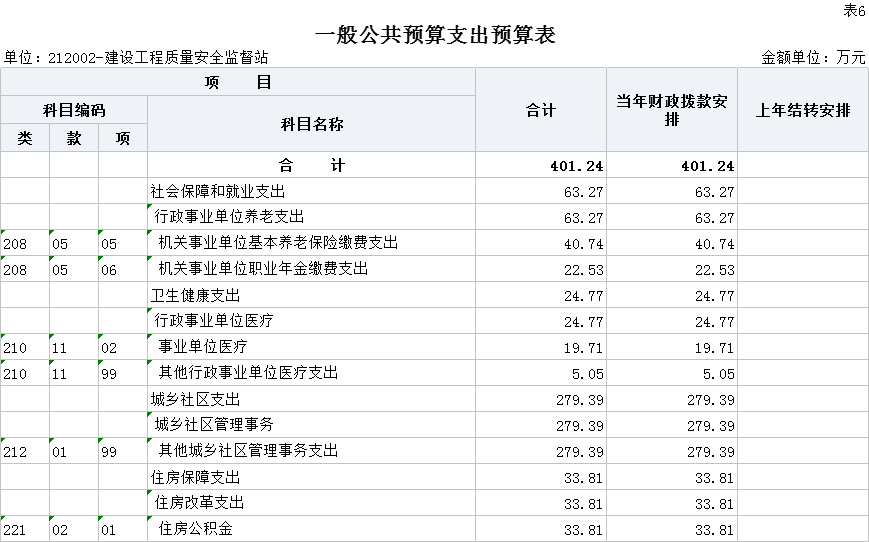 表6
一般公共预算支出预算表
单位：212002-建设工程质量安全监督站 金额单位：万元
项 目
科目编码 科目名称 合计 当年财政拨款安排 上年结转安排
类 款 项
合 计 401.24 401.24
社会保障和就业支出 63.27 63.27
行政事业单位养老支出 63.27 63.27
208 05 05 机关事业单位基本养老保险缴费支出 40.74 40.74
208 05 06 机关事业单位职业年金缴费支出 22.53 22.53
卫生健康支出 24.77 24.77
行政事业单位医疗 24.77 24.77
210 11 02 事业单位医疗 19.71 19.71
210 11 99 其他行政事业单位医疗支出 5.05 5.05
城乡社区支出 279.39 279.39
城乡社区管理事务 279.39 279.39
212 01 99 其他城乡社区管理事务支出 279.39 279.39
住房保障支出 33.81 33.81
住房改革支出 33.81 33.81
221 02 01 住房公积金 33.81 33.81